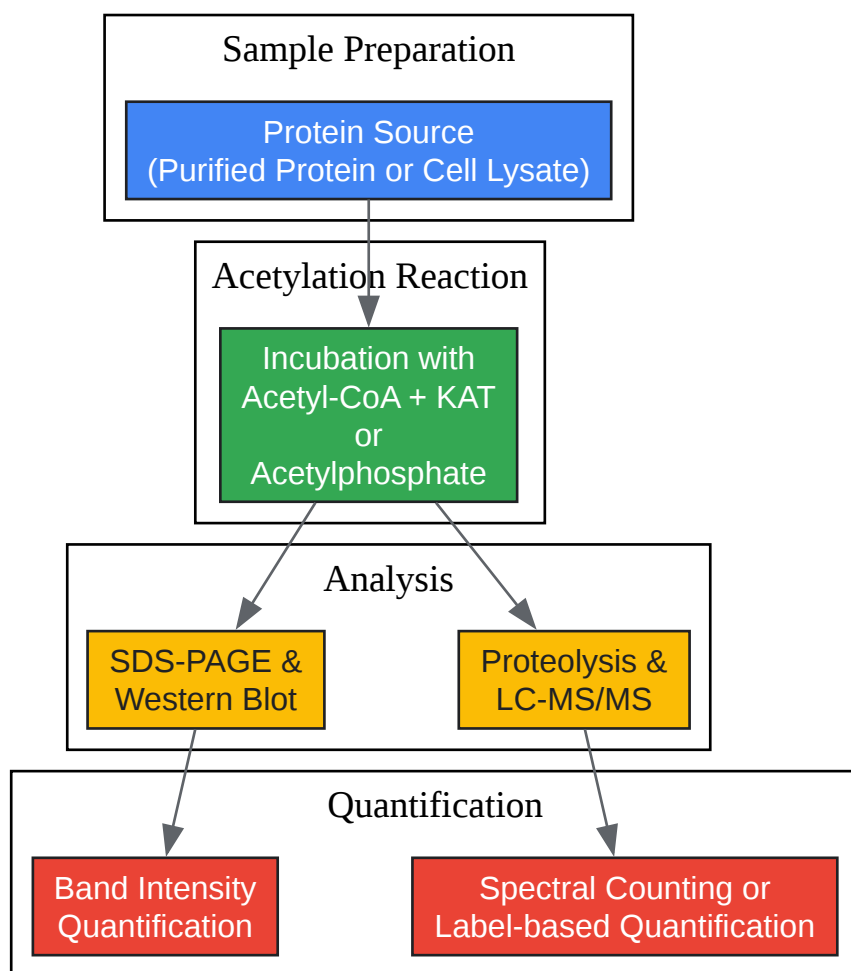 Sample Preparation
Protein Source
(Purified Protein or Cell Lysate)
Acetylation Reaction
Incubation with
Acetyl-CoA + KAT
or
Acetylphosphate
Analysis
SDS-PAGE &
Western Blot
Proteolysis &
LC-MS/MS
Quantification
Band Intensity
Quantification
Spectral Counting or
Label-based Quantification